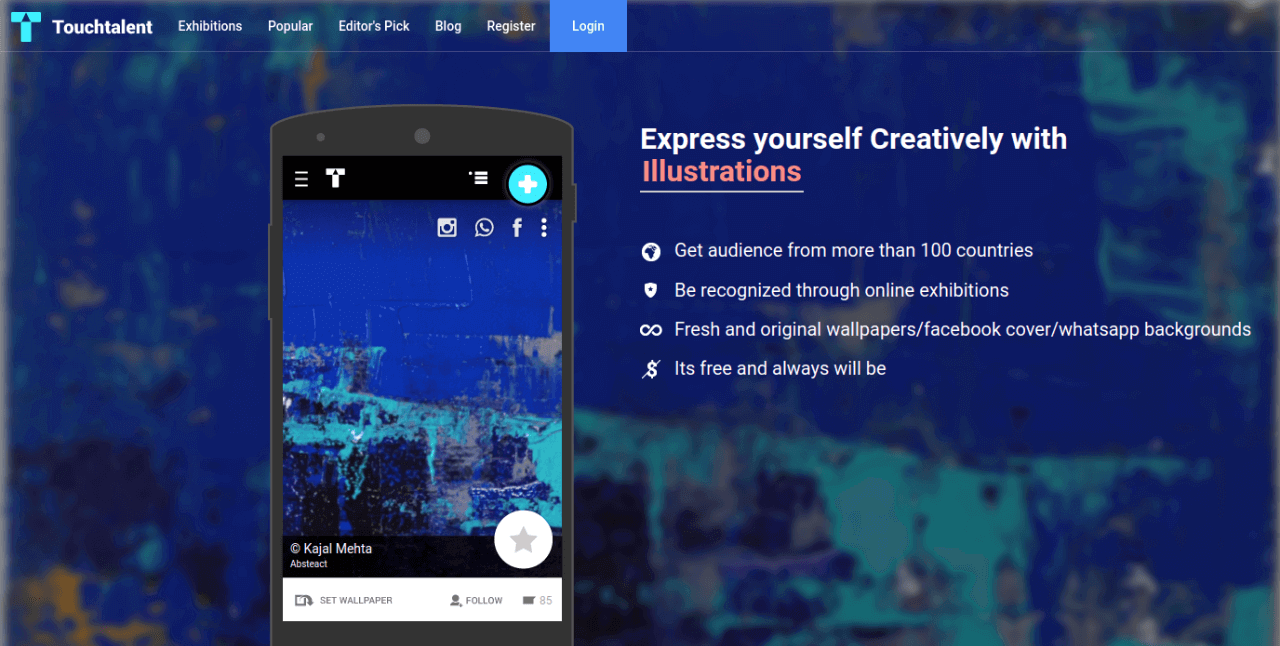 Touchtalent
Exhibitions
Popular
Editor's Pick
Blog
Register
Login
Express yourself Creatively with
Illustrations
Get audience from more than 100 countries
Be recognized through online exhibitions
Fresh and original wallpapers/facebook cover/whatsapp backgrounds
Its free and always will be
© Kajal Mehta
Absteact
SET WALLPAPER
FOLLOW
85